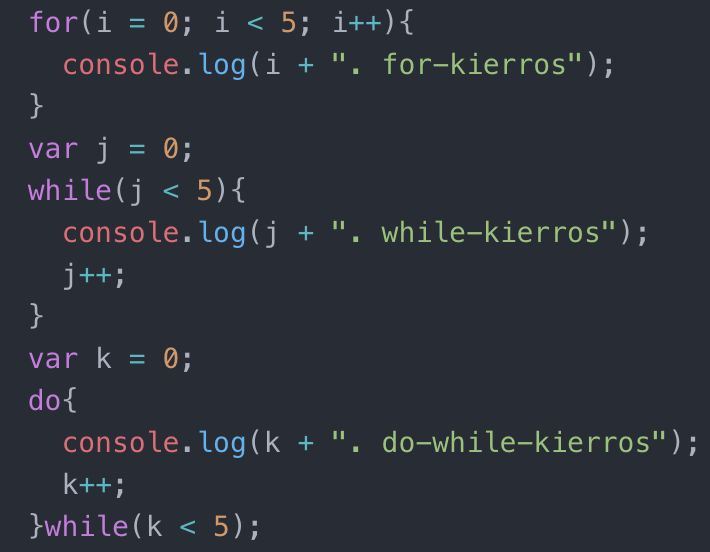 for(i = 0; i < 5; i++){
  console.log(i + ". for-kierros");
}
var j = 0;
while(j < 5){
  console.log(j + ". while-kierros");
  j++;
}
var k = 0;
do{
  console.log(k + ". do-while-kierros");
  k++;
}while(k < 5);